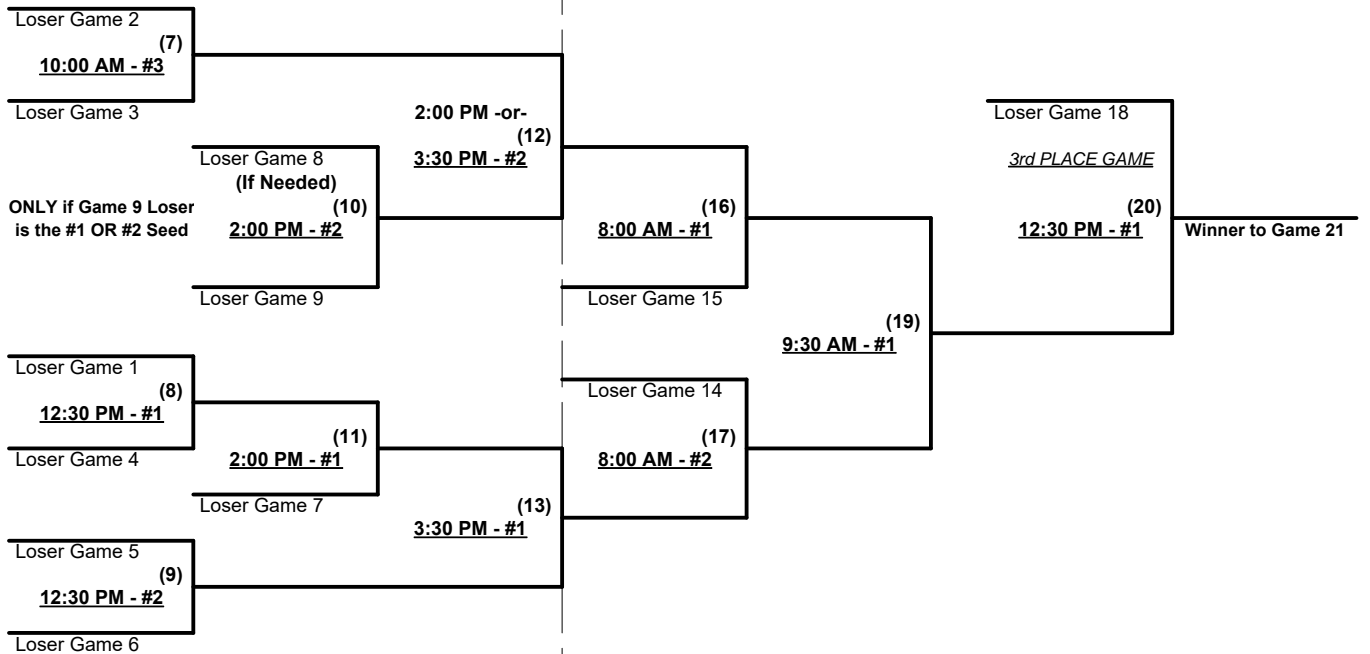 Loser Game 2
(7)
10:00 AM - #3
Loser Game 3
2:00 PM -or-
(12)
3:30 PM - #2
Loser Game 8
(If Needed)
(10)
2:00 PM - #2
ONLY if Game 9 Loser
is the #1 OR #2 Seed
Loser Game 9
(16)
8:00 AM - #1
Loser Game 15
Loser Game 18
3rd PLACE GAME
(20)
12:30 PM - #1
Winner to Game 21
(19)
9:30 AM - #1
Loser Game 1
(8)
12:30 PM - #1
Loser Game 4
(11)
2:00 PM - #1
Loser Game 7
Loser Game 14
(17)
8:00 AM - #2
(13)
3:30 PM - #1
Loser Game 5
(9)
12:30 PM - #2
Loser Game 6